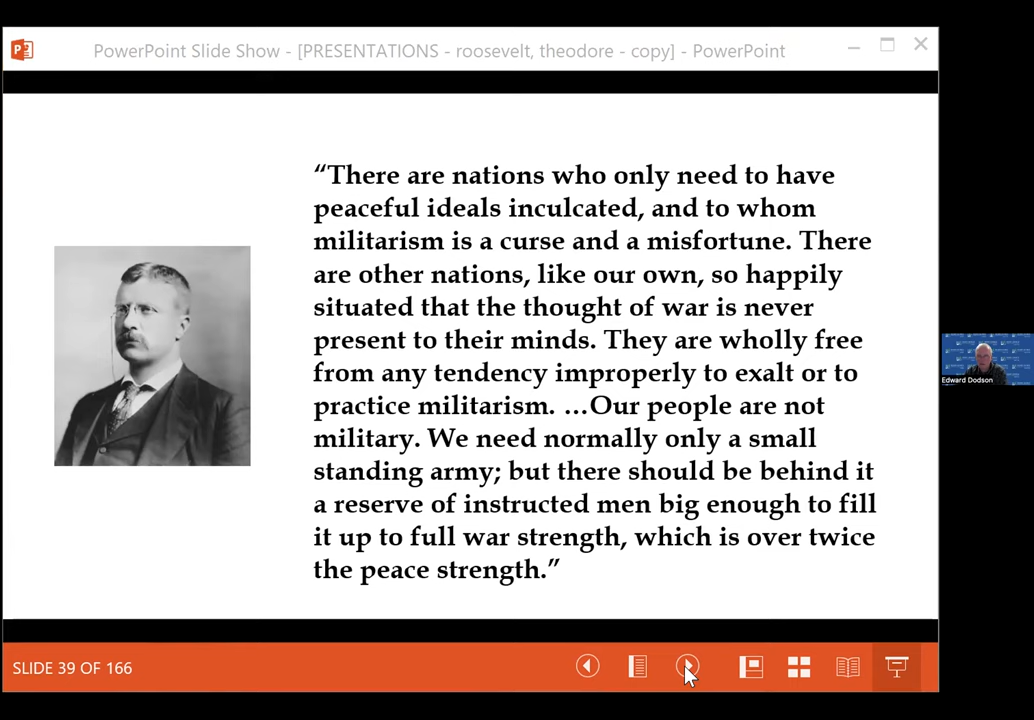 PowerPoint Slide Show - [PRESENTATIONS - roosevelt, theodore - copy] - PowerPoint
“There are nations who only need to have
peaceful ideals inculcated, and to whom
militarism is a curse and a misfortune. There
are other nations, like our own, so happily
situated that the thought of war is never
present to their minds. They are wholly free
from any tendency improperly to exalt or to
practice militarism. …Our people are not
military. We need normally only a small
standing army; but there should be behind it
a reserve of instructed men big enough to fill
it up to full war strength, which is over twice
the peace strength.”
Edward Dodson
SLIDE 39 OF 166